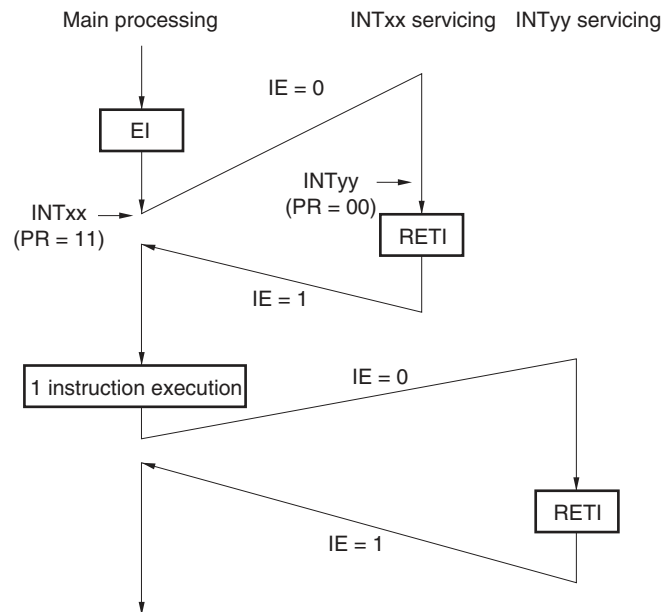 Main processing
INTxx servicing
INTyy servicing
IE = 0
EI
INTxx
(PR = 11)
INTyy
(PR = 00)
RETI
IE = 1
1 instruction execution
IE = 0
RETI
IE = 1